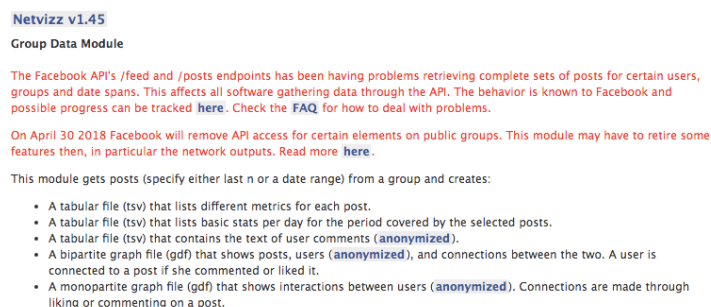 Netvizz v1.45
Group Data Module
The Facebook API's /feed and /posts endpoints has been having problems retrieving complete sets of posts for certain users,
groups and date spans. This affects all software gathering data through the API. The behavior is known to Facebook and
possible progress can be tracked here. Check the FAQ for how to deal with problems.
On April 30 2018 Facebook will remove API access for certain elements on public groups. This module may have to retire some
features then, in particular the network outputs. Read more here.
This module gets posts (specify either last n or a date range) from a group and creates:
• A tabular file (tsv) that lists different metrics for each post.
• A tabular file (tsv) that lists basic stats per day for the period covered by the selected posts.
• A tabular file (tsv) that contains the text of user comments (anonymized).
• A bipartite graph file (gdf) that shows posts, users (anonymized), and connections between the two. A user is
connected to a post if she commented or liked it.
• A monopartite graph file (gdf) that shows interactions between users (anonymized). Connections are made through
liking or commenting on a post.